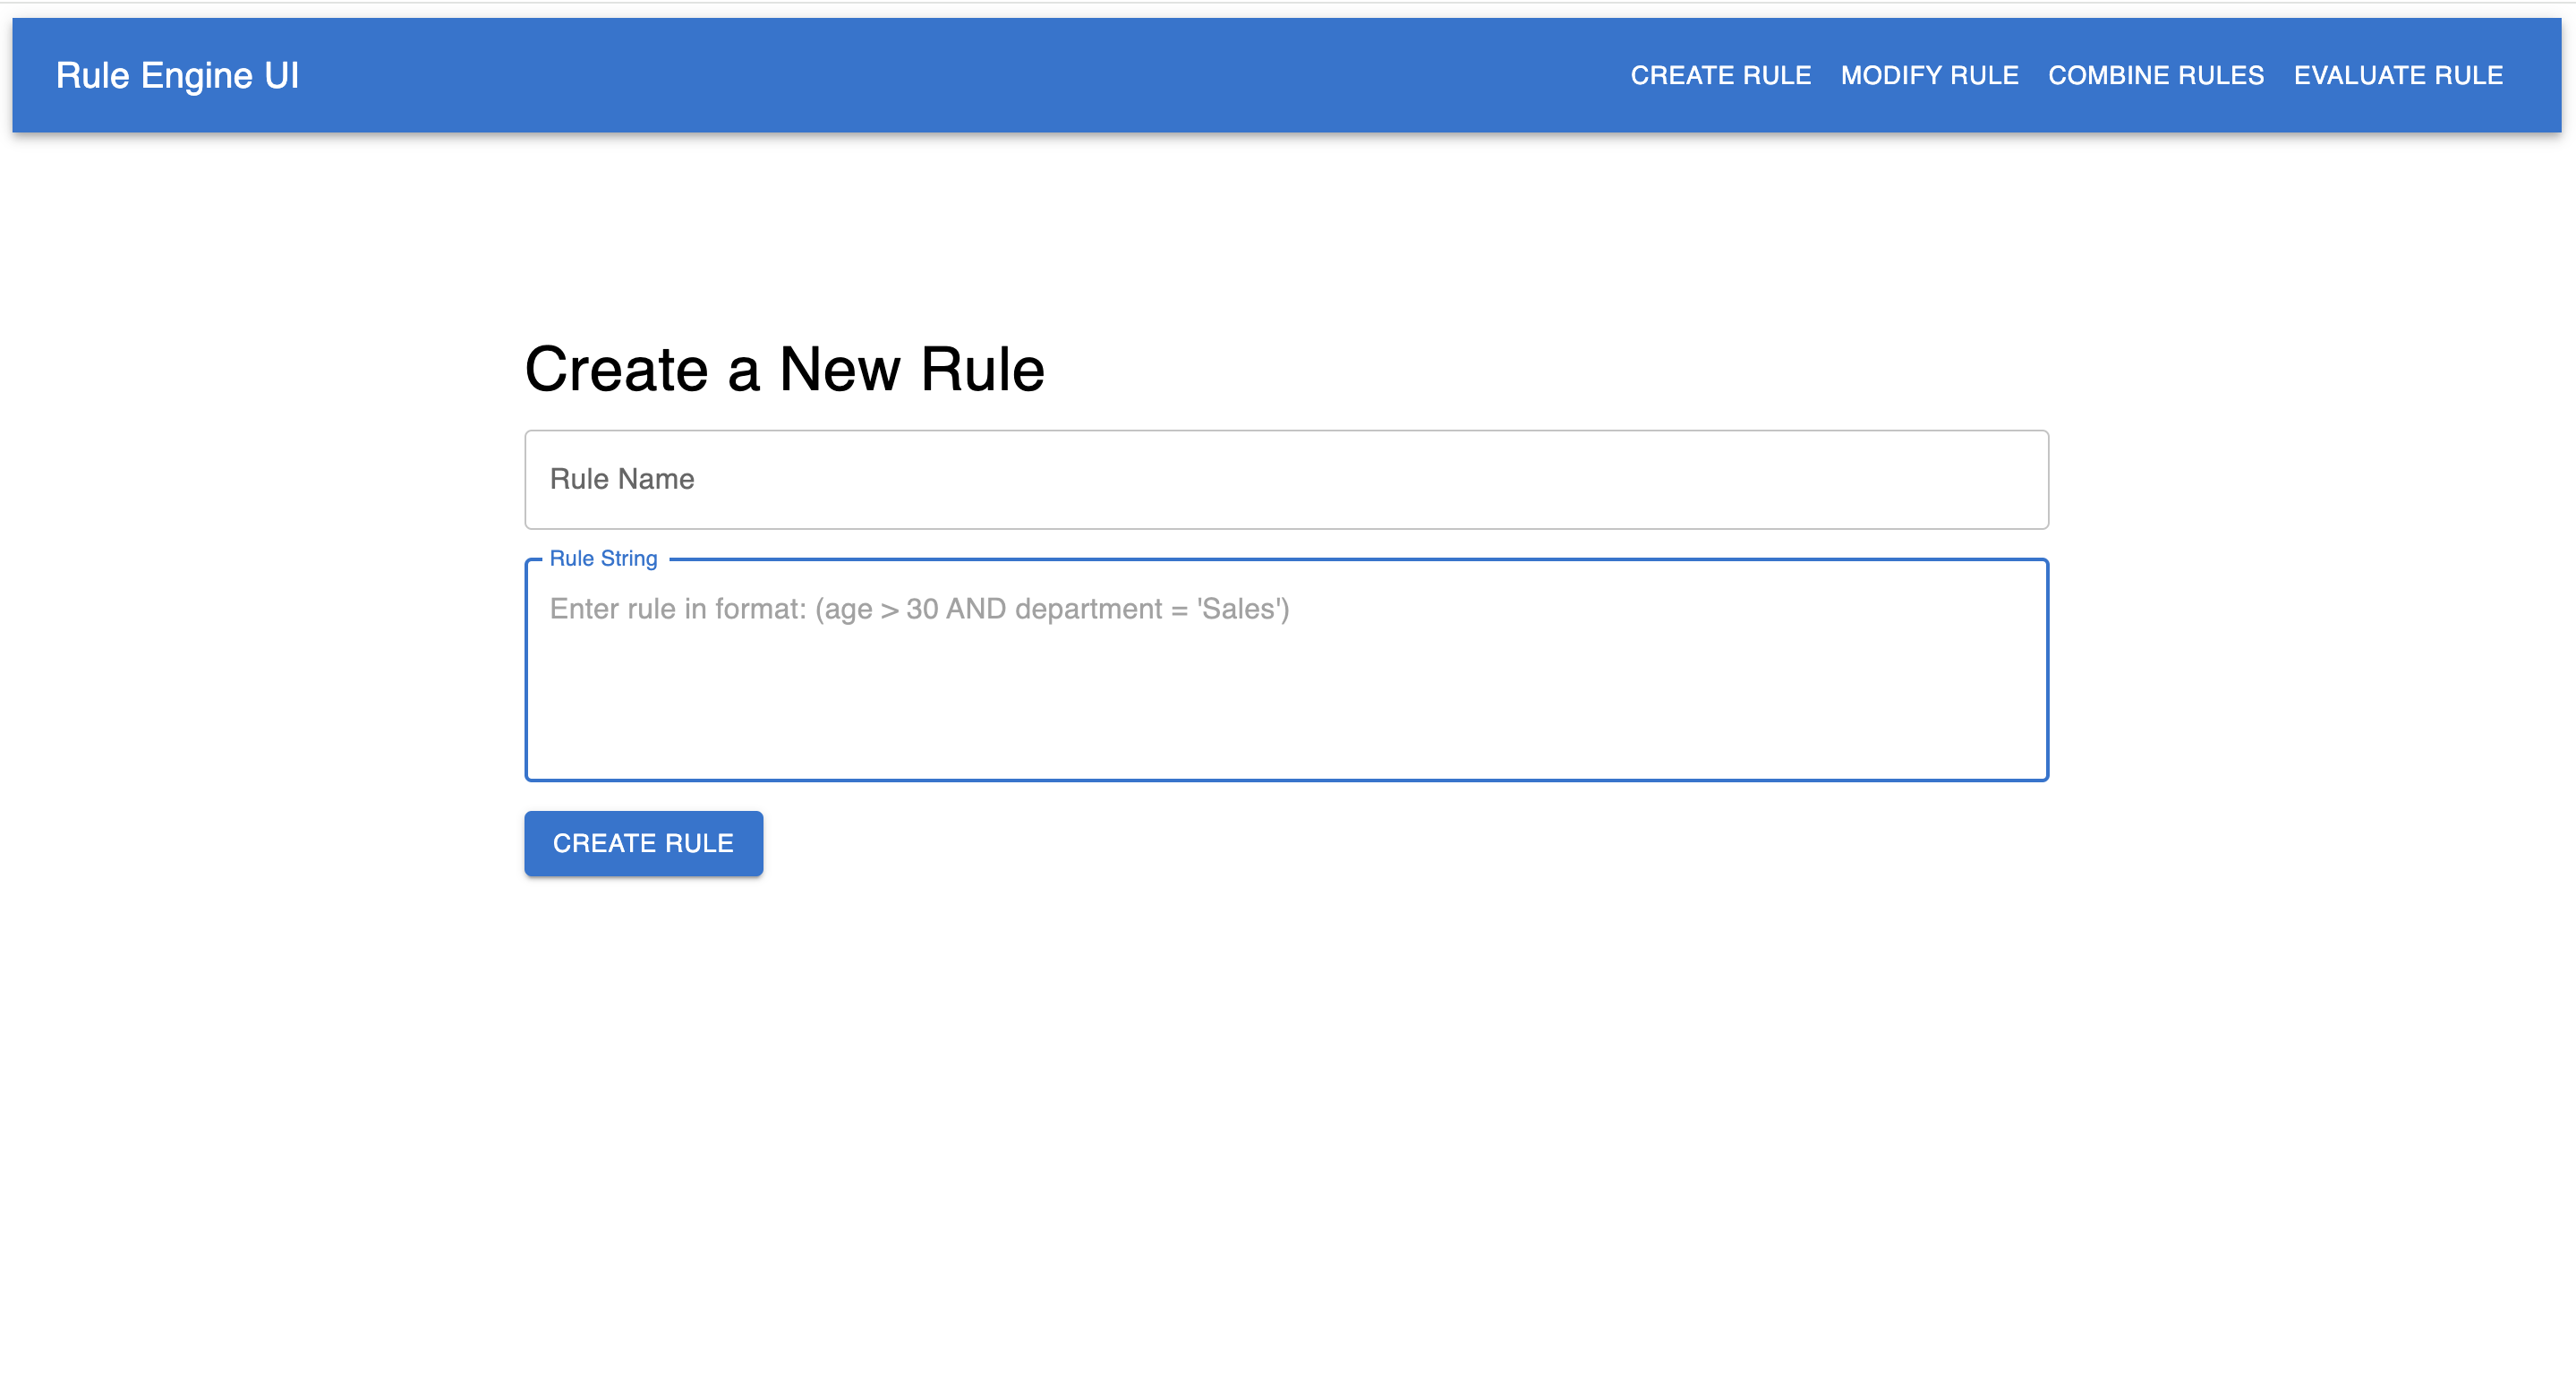 Rule Engine UI
CREATE RULE MODIFY RULE COMBINE RULES EVALUATE RULE
Create a New Rule
Rule Name
Rule String
Enter rule in format: (age > 30 AND department = 'Sales')
CREATE RULE